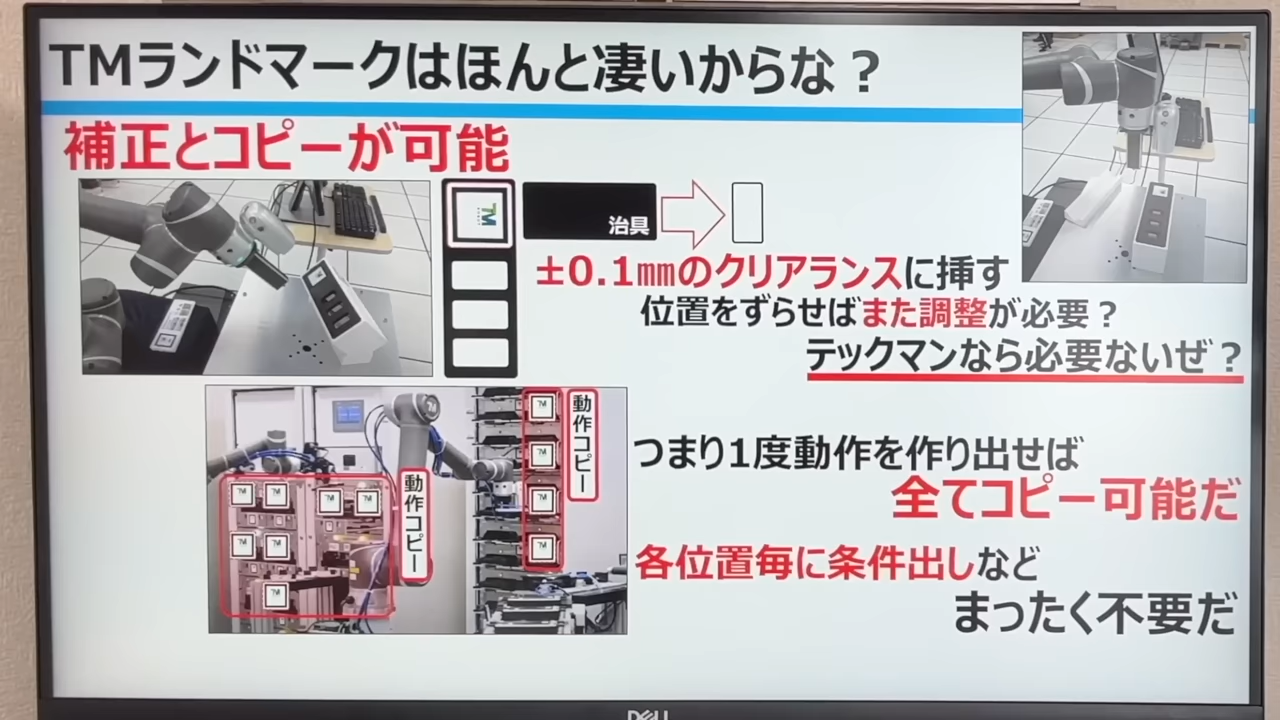 TMランドマークはほんと凄いからな？
補正とコピーが可能
TM
治具
±0.1㎜のクリアランスに挿す
位置をずらせばまた調整が必要？
テックマンなら必要ないぜ？
動作コピー
動作コピー
つまり1度動作を作り出せば
全てコピー可能だ
各位置毎に条件出しなど
まったく不要だ
DELL